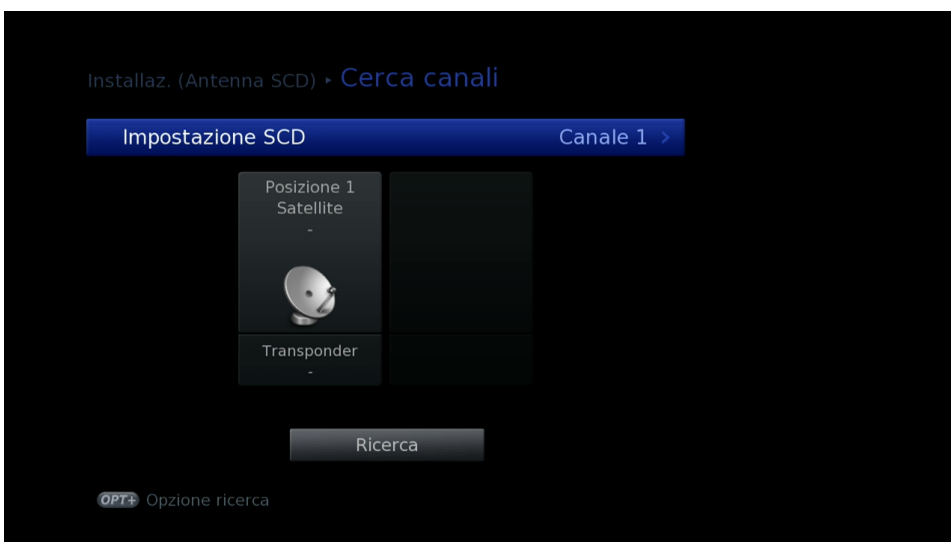 Installaz. (Antenna SCD) ‣ Cerca canali
Impostazione SCD Canale 1 >
Posizione 1
Satellite
-
Transponder
-
Ricerca
OPT+ Opzione ricerca